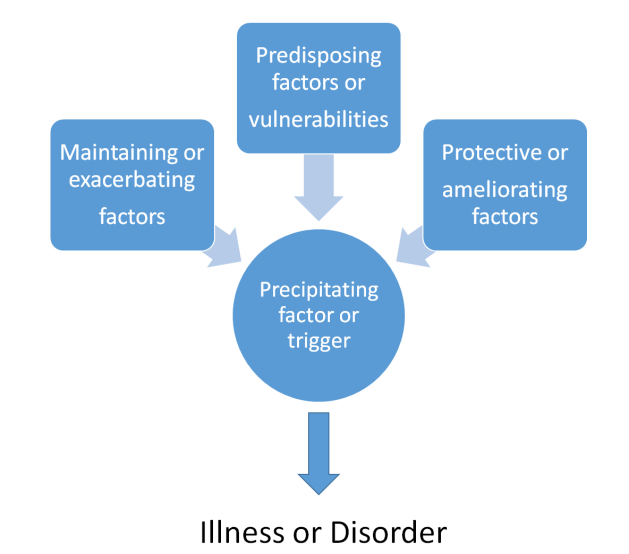 Predisposing
factors or
vulnerabilities
Maintaining or
exacerbating
factors
Protective or
ameliorating
factors
Precipitating
factor or
trigger
Illness or Disorder